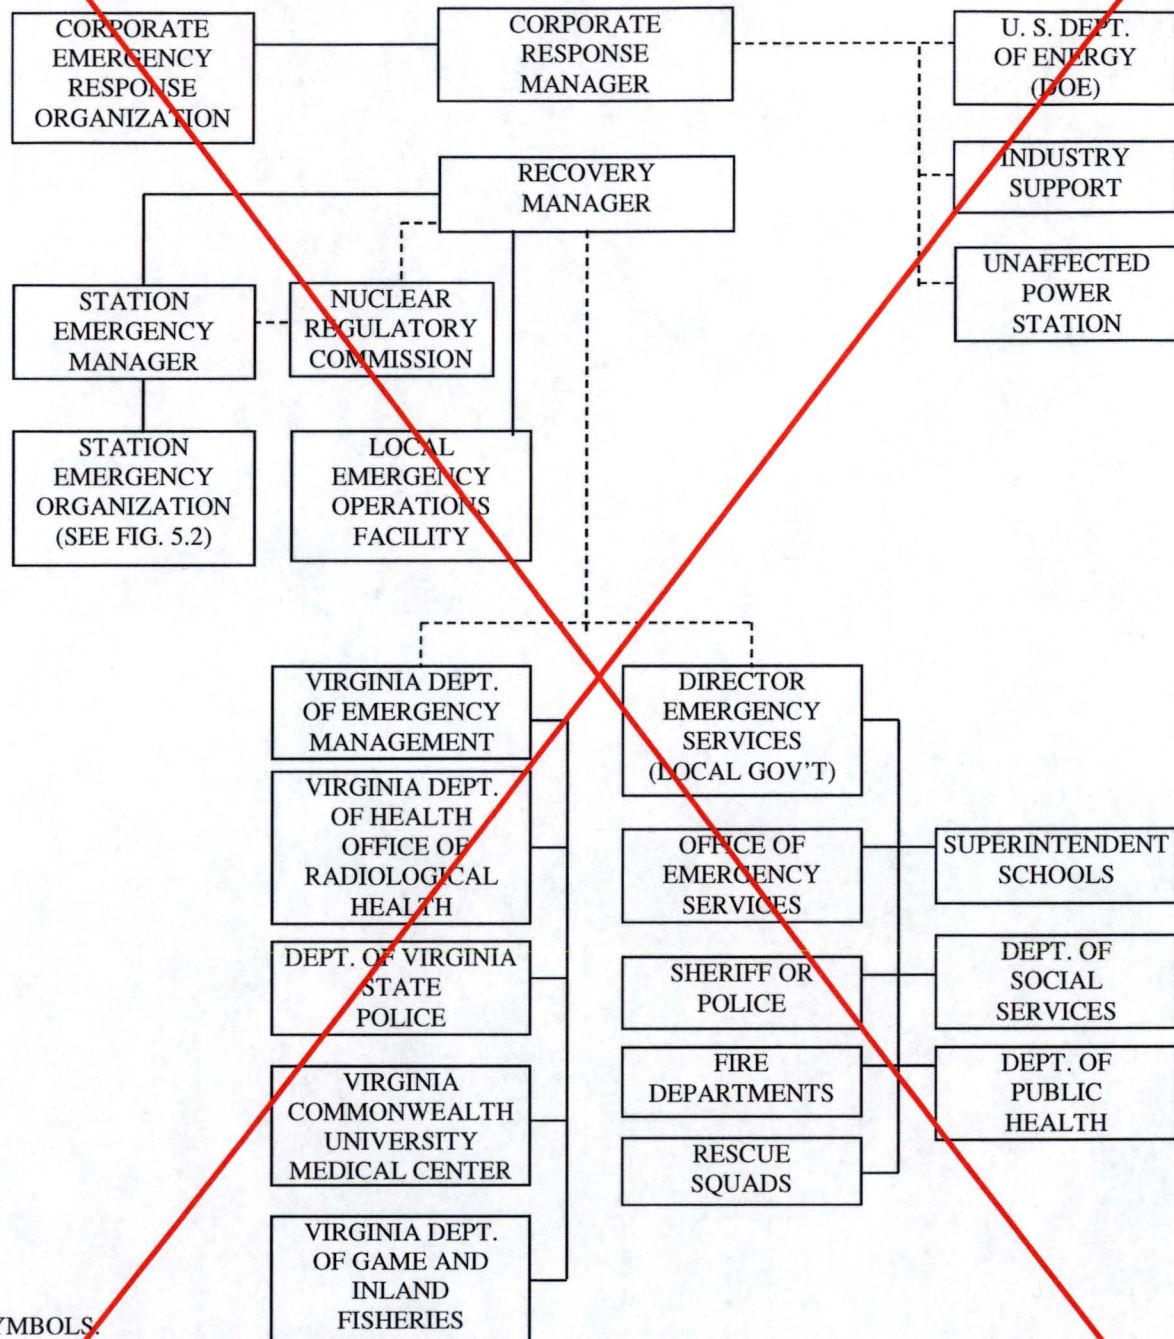 CORPORATE
EMERGENCY
RESPONSE
ORGANIZATION
CORPORATE
RESPONSE
MANAGER
U. S. DEPT.
OF ENERGY
(DOE)
INDUSTRY
SUPPORT
UNAFFECTED
POWER
STATION
RECOVERY
MANAGER
STATION
EMERGENCY
MANAGER
NUCLEAR
REGULATORY
COMMISSION
STATION
EMERGENCY
ORGANIZATION
(SEE FIG. 5.2)
LOCAL
EMERGENCY
OPERATIONS
FACILITY
VIRGINIA DEPT.
OF EMERGENCY
MANAGEMENT
VIRGINIA DEPT.
OF HEALTH
OFFICE OF
RADIOLOGICAL
HEALTH
DEPT. OF VIRGINIA
STATE
POLICE
VIRGINIA
COMMONWEALTH
UNIVERSITY
MEDICAL CENTER
VIRGINIA DEPT.
OF GAME AND
INLAND
FISHERIES
DIRECTOR
EMERGENCY
SERVICES
(LOCAL GOV'T)
OFFICE OF
EMERGENCY
SERVICES
SHERIFF OR
POLICE
FIRE
DEPARTMENTS
RESCUE
SQUADS
SUPERINTENDENT
SCHOOLS
DEPT. OF
SOCIAL
SERVICES
DEPT. OF
PUBLIC
HEALTH
YMBOLS: